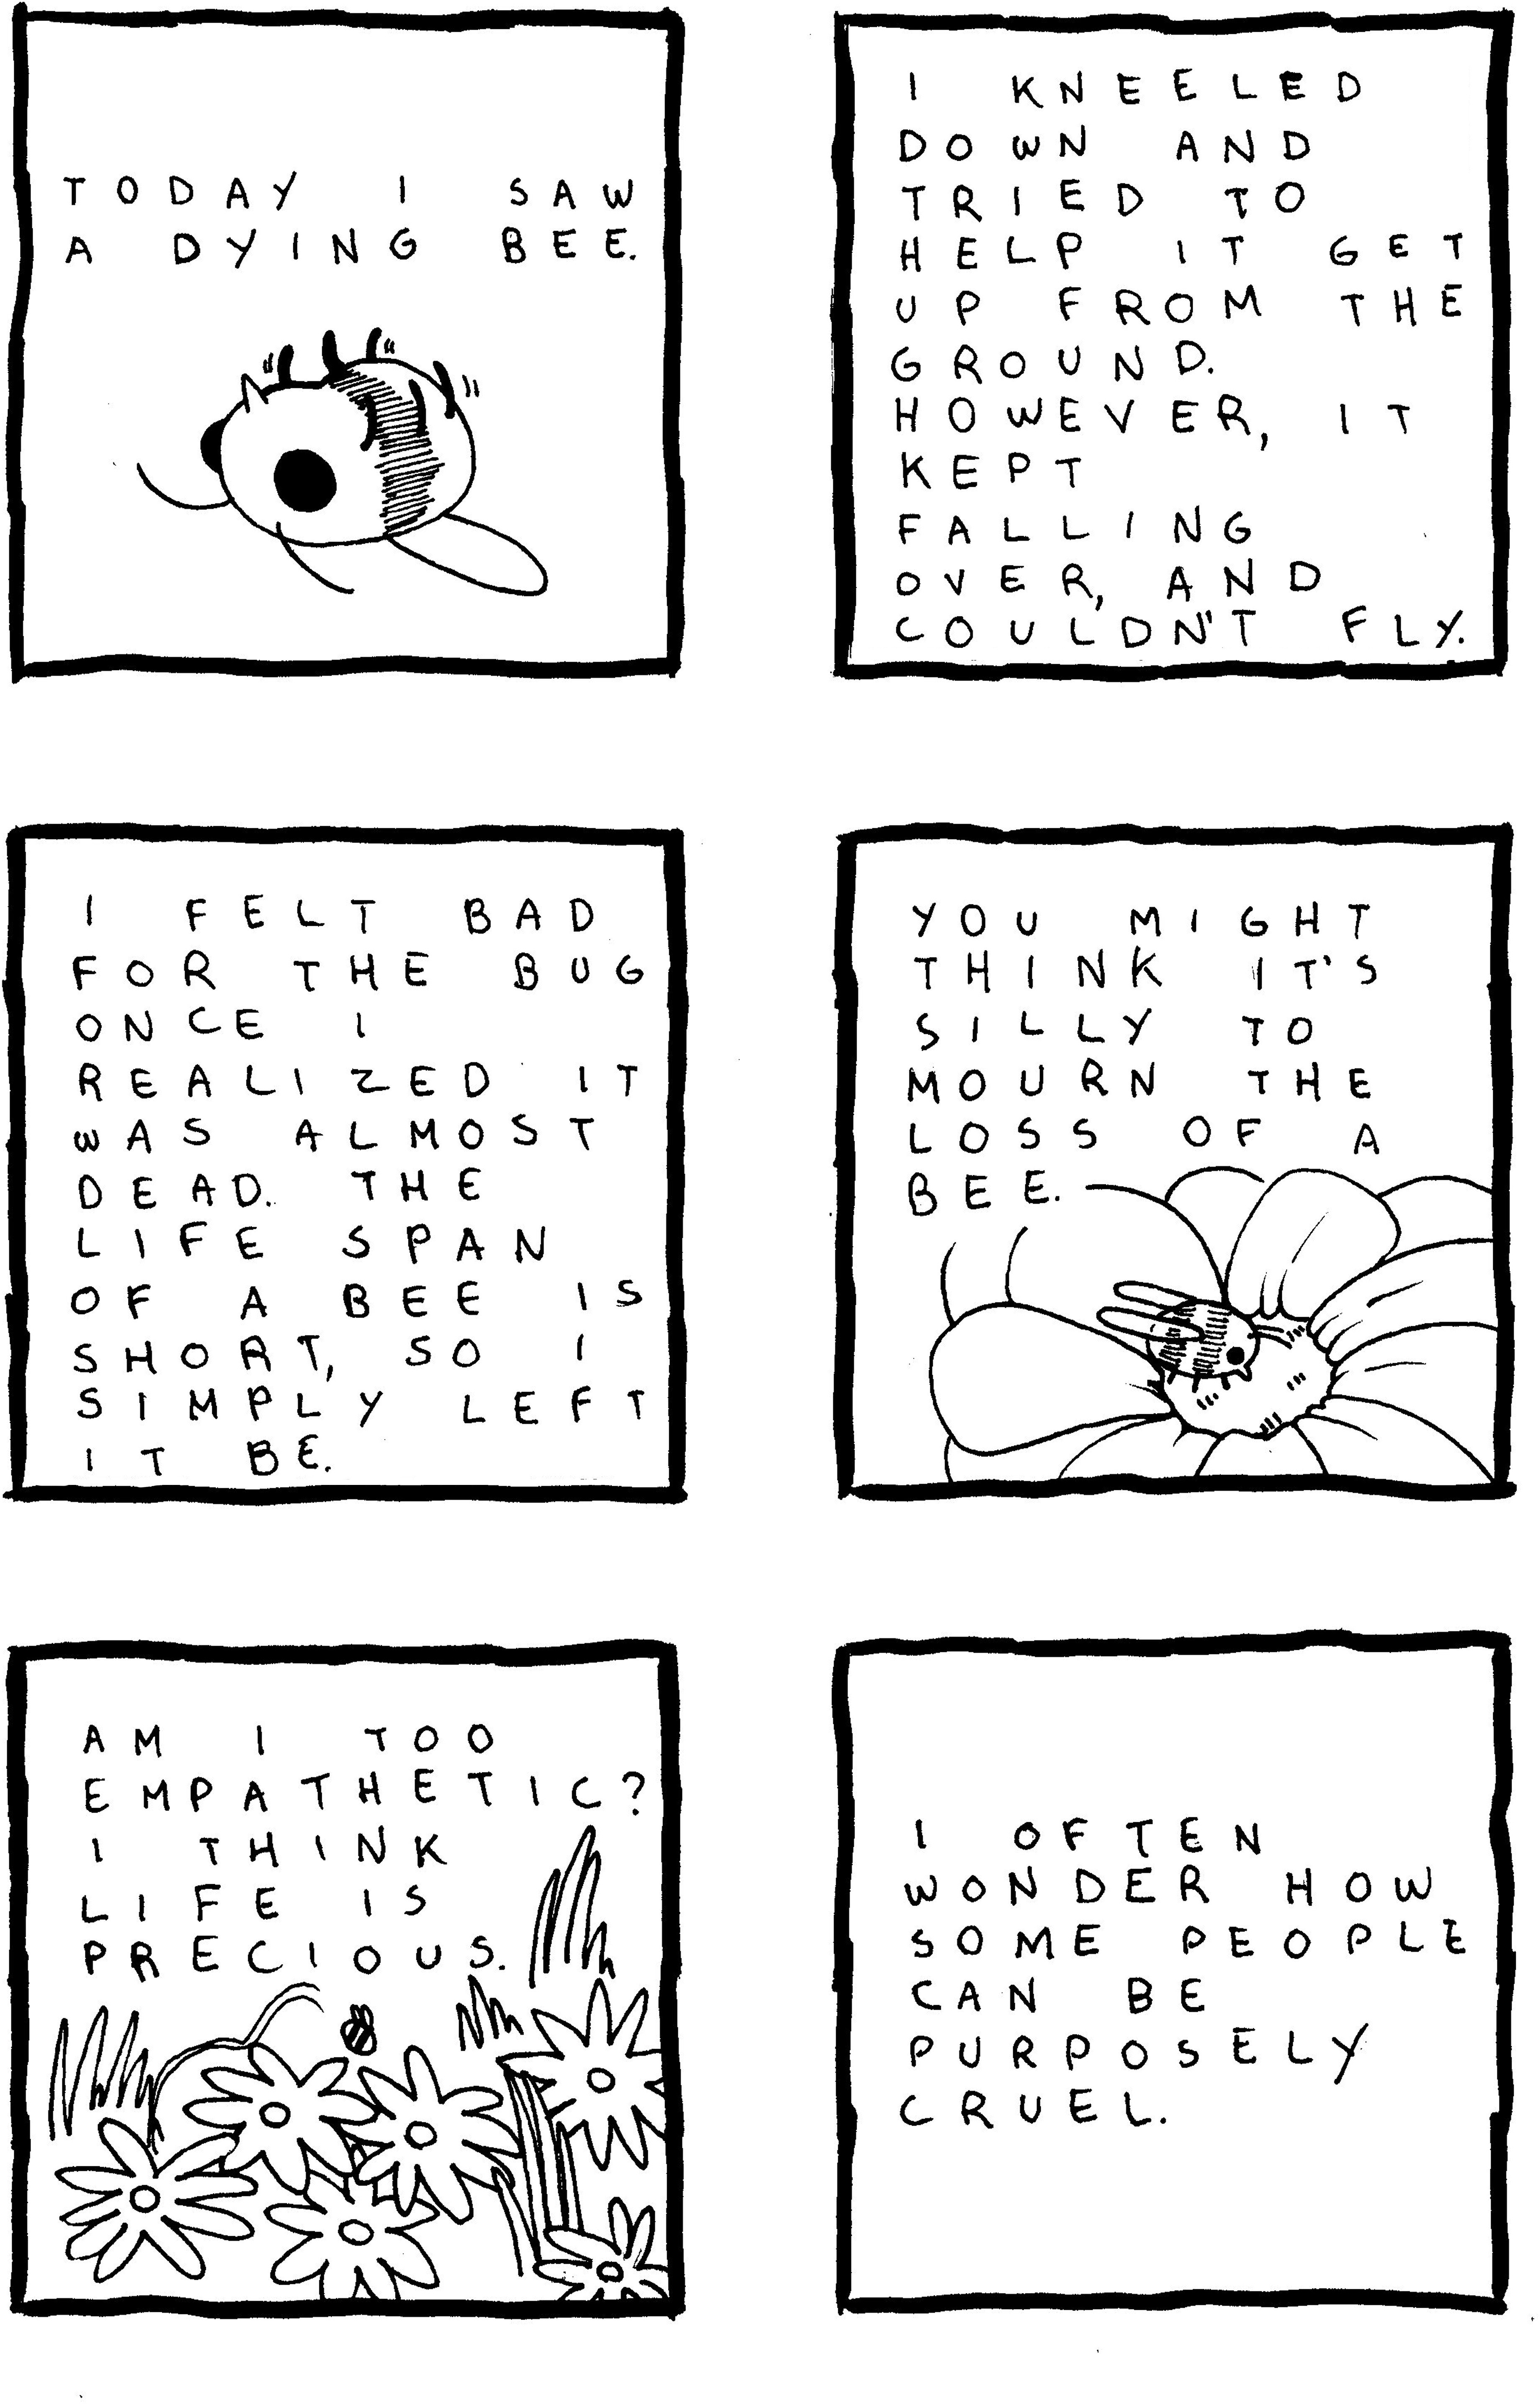 TODAY I SAW
A DYING BEE.
I KNEELED
DOWN AND
TRIED TO
HELP IT GET
UP FROM THE
GROUND.
HOWEVER, IT
KEPT
FALLING
OVER, AND
COULDN'T FLY.
I FELT BAD
FOR THE BUG
ONCE I
REALIZED IT
WAS ALMOST
DEAD. THE
LIFE SPAN
OF A BEE IS
SHORT, SO I
SIMPLY LEFT
IT BE.
YOU MIGHT
THINK IT'S
SILLY TO
MOURN THE
LOSS OF A
BEE.
AM I TOO
EMPATHETIC?
I THINK
LIFE IS
PRECIOUS.
I OFTEN
WONDER HOW
SOME PEOPLE
CAN BE
PURPOSELY
CRUEL.